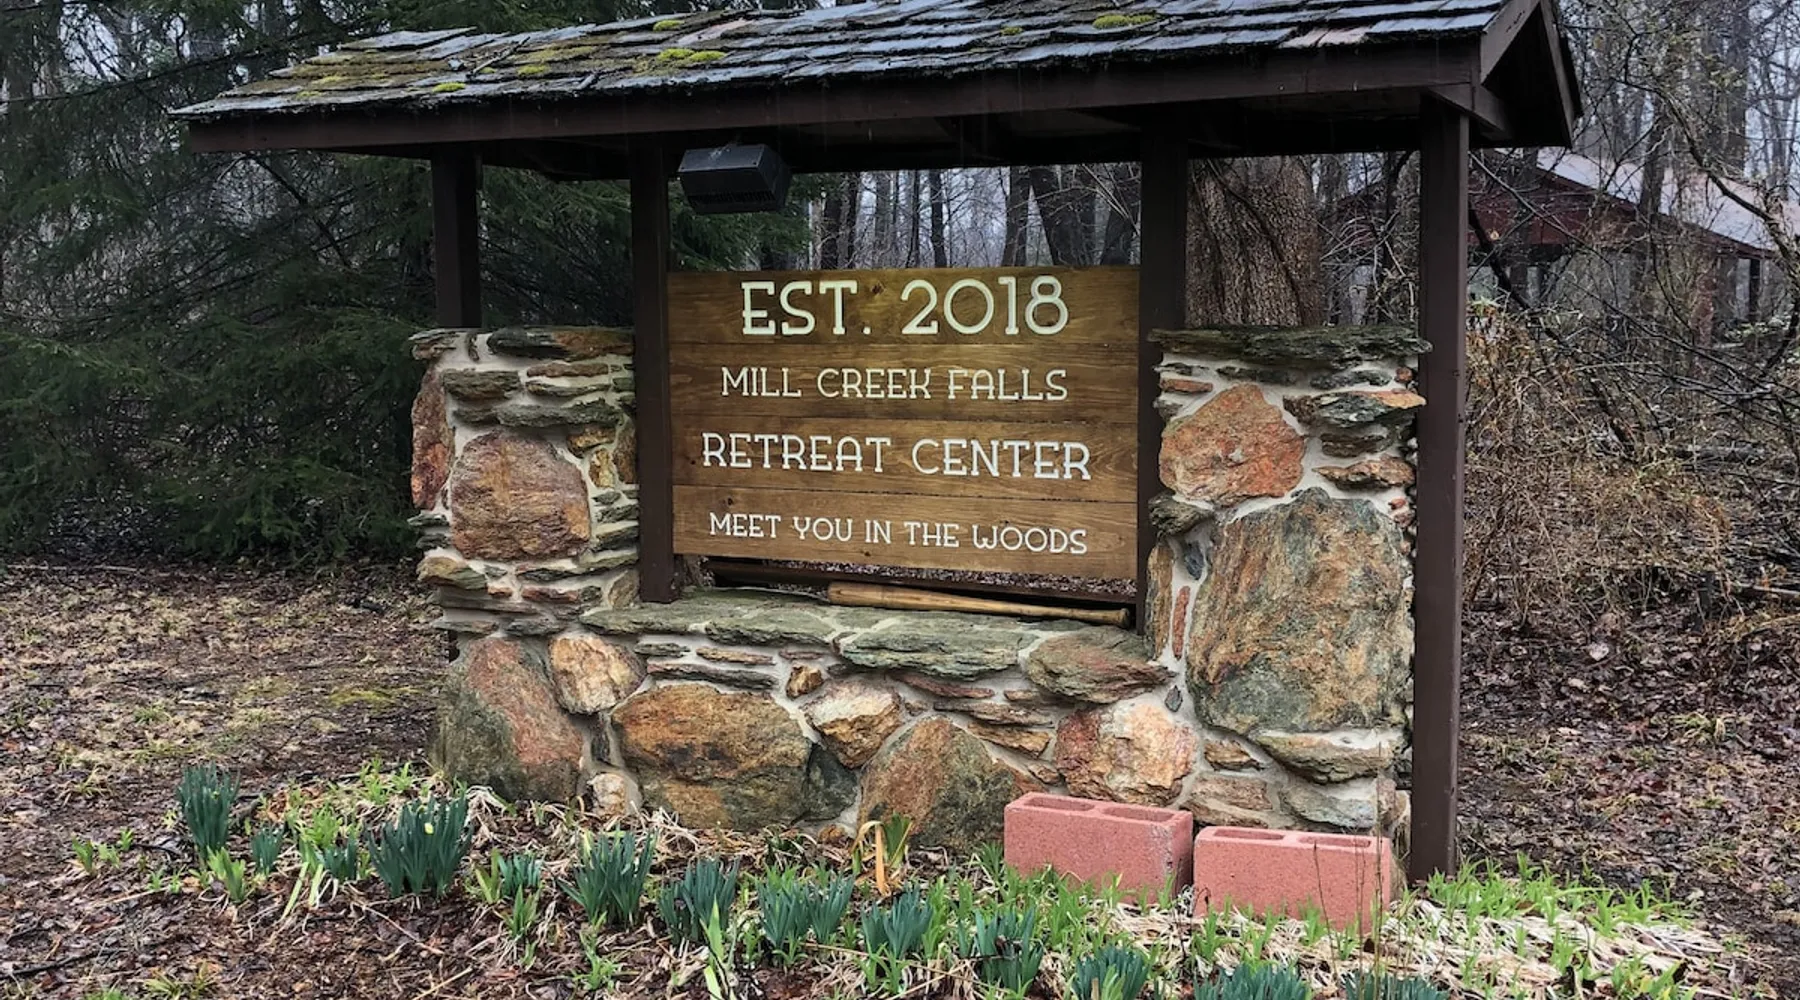 EST. 2018
MILL CREEK FALLS
RETREAT CENTER
MEET YOU IN THE WOODS